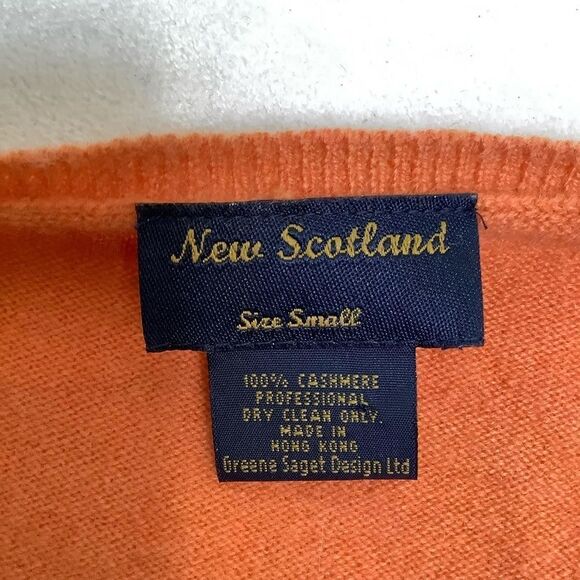 New Scotland
Size Small
100% CASHMERE
PROFESSIONAL
DRY CLEAN ONLY.
MADE IN
HONG KONG
Greene Saget Design Ltd